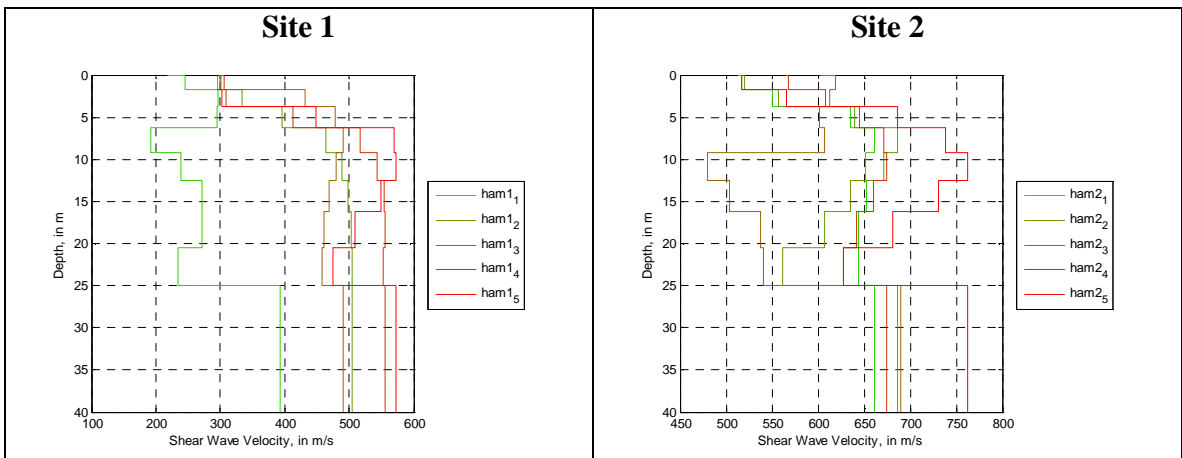 Site 1
Site 2
0
5
10
15
20
25
30
35
40
Depth, in m
100
200
300
400
500
600
Shear Wave Velocity, in m/s
ham1₁
ham1₂
ham1₃
ham1₄
ham1₅
0
5
10
15
20
25
30
35
40
Depth, in m
450
500
550
600
650
700
750
800
Shear Wave Velocity, in m/s
ham2₁
ham2₂
ham2₃
ham2₄
ham2₅